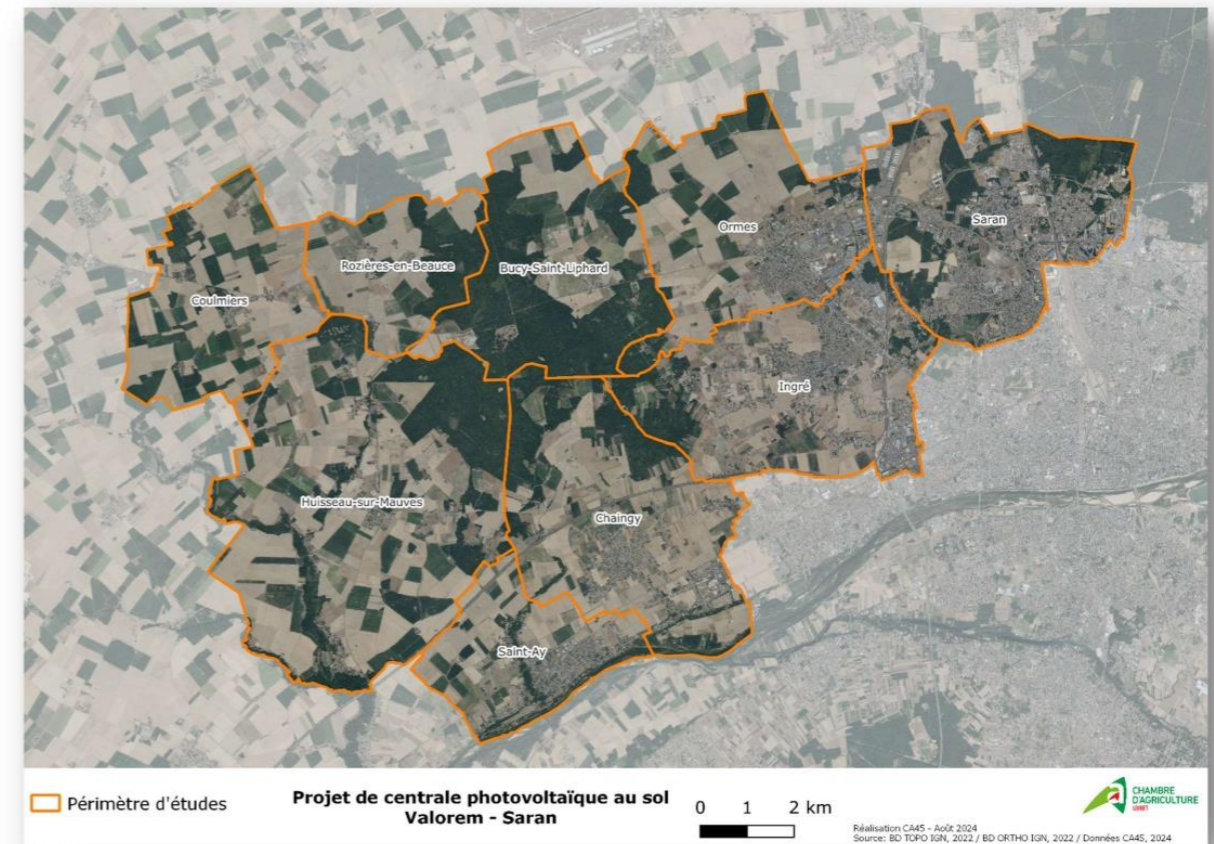 Saran
Ormes
Rozières-en-Beauce
Bucy-Saint-Liphard
Coulmiers
Ingré
Huisseau-sur-Mauves
Chaingy
Saint-Ay
Périmètre d'études
Projet de centrale photovoltaïque au sol
Valorem - Saran
0 1 2 km
CHAMBRE
D'AGRICULTURE
LOIRET
Réalisation CA45 - Août 2024
Source: BD TOPO IGN, 2022 / BD ORTHO IGN, 2022 / Données CA45, 2024